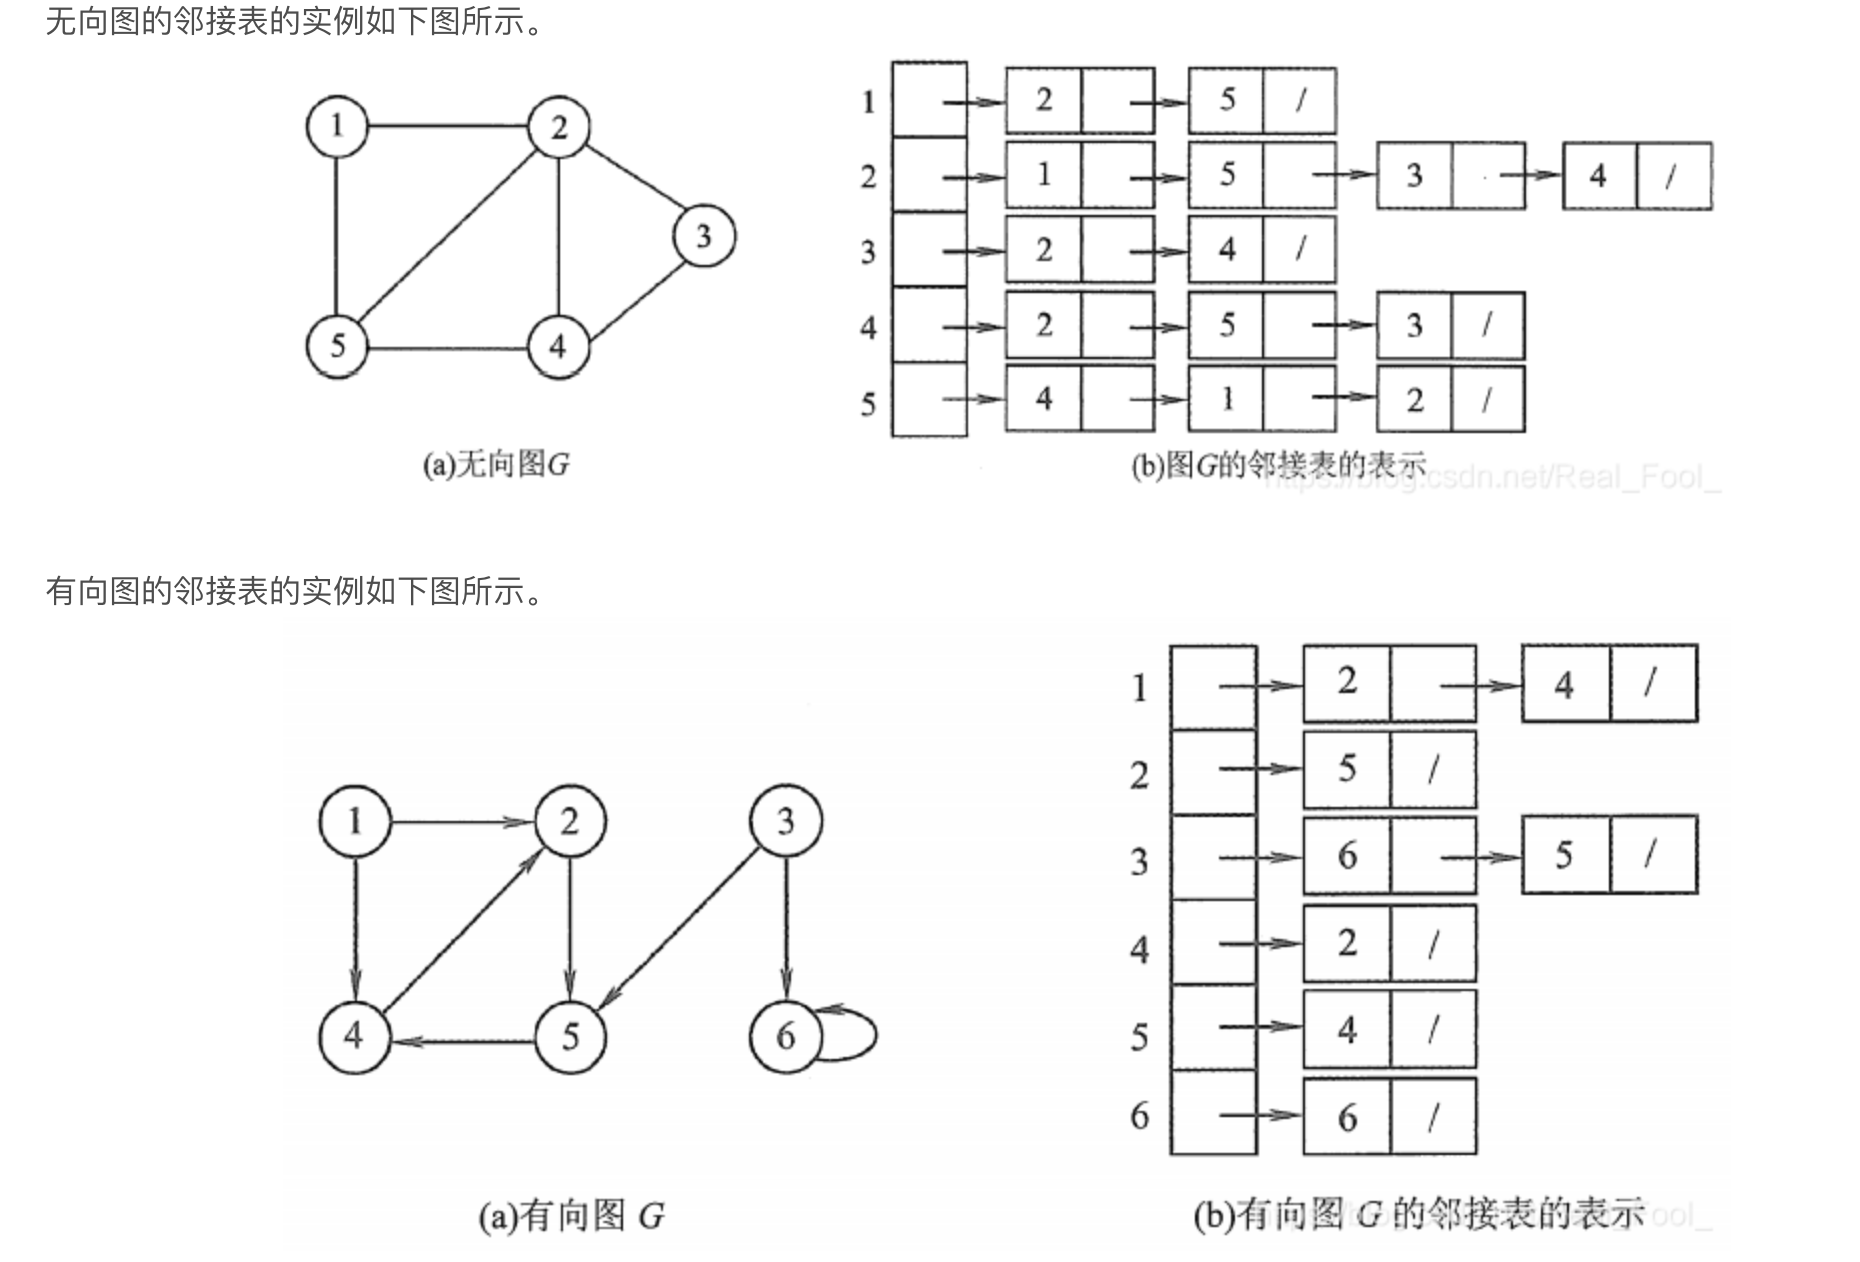 无向图的邻接表的实例如下图所示。
1 2
3
5 4
1 2 5 /
2 1 5 3 4 /
3 2 4 /
4 2 5 3 /
5 4 1 2 /
(a)无向图G
(b)图G的邻接表的表示
https://blog.csdn.net/Real_Fool_
有向图的邻接表的实例如下图所示。
1 2 3
4 5 6
1 2 4 /
2 5 /
3 6 5 /
4 2 /
5 4 /
6 6 /
(a)有向图 G
(b)有向图 G 的邻接表的表示